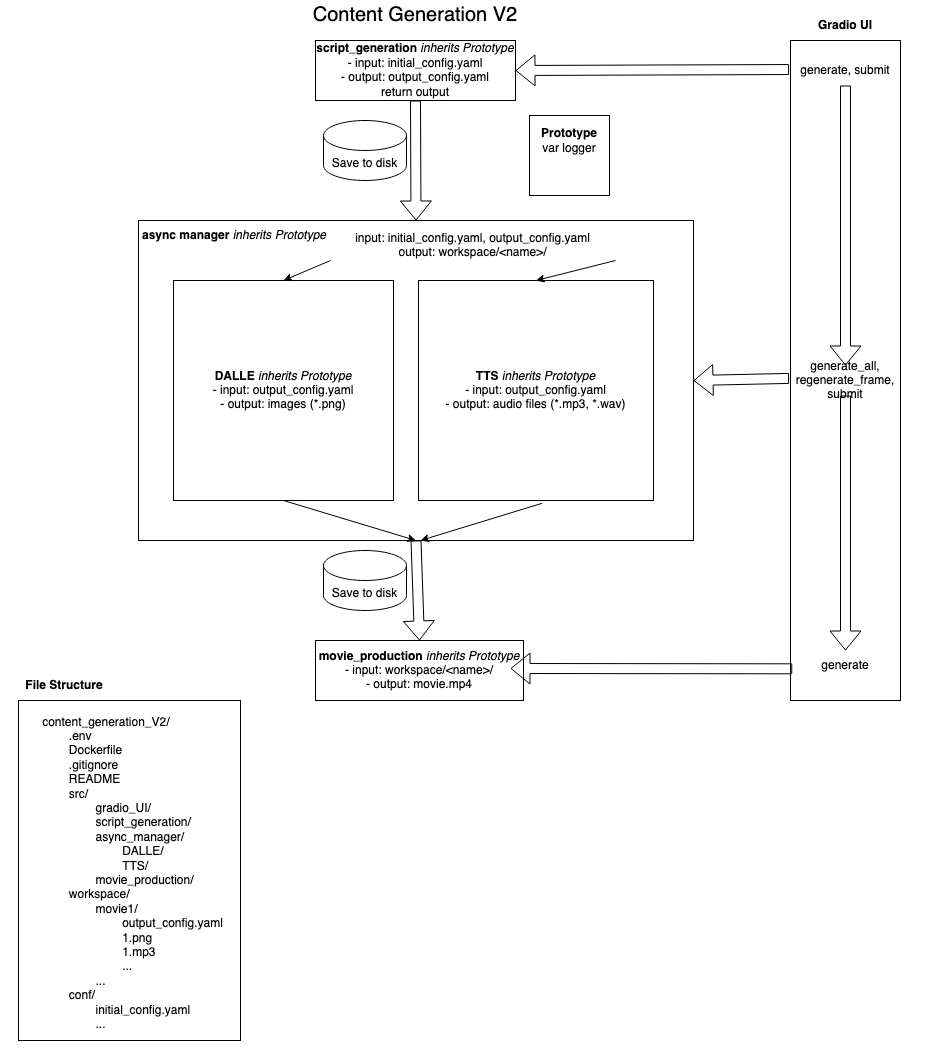 Content Generation V2
Gradio UI
script_generation inherits Prototype
- input: initial_config.yaml
- output: output_config.yaml
return output
generate, submit
Save to disk
Prototype
var logger
async manager inherits Prototype
input: initial_config.yaml, output_config.yaml
output: workspace/<name>/
DALLE inherits Prototype
- input: output_config.yaml
- output: images (*.png)
TTS inherits Prototype
- input: output_config.yaml
- output: audio files (*.mp3, *.wav)
generate_all,
regenerate_frame,
submit
Save to disk
movie_production inherits Prototype
- input: workspace/<name>/
- output: movie.mp4
generate
File Structure
content_generation_V2/
.env
Dockerfile
.gitignore
README
src/
gradio_UI/
script_generation/
async_manager/
DALLE/
TTS/
movie_production/
workspace/
movie1/
output_config.yaml
1.png
1.mp3
...
...
conf/
initial_config.yaml
...